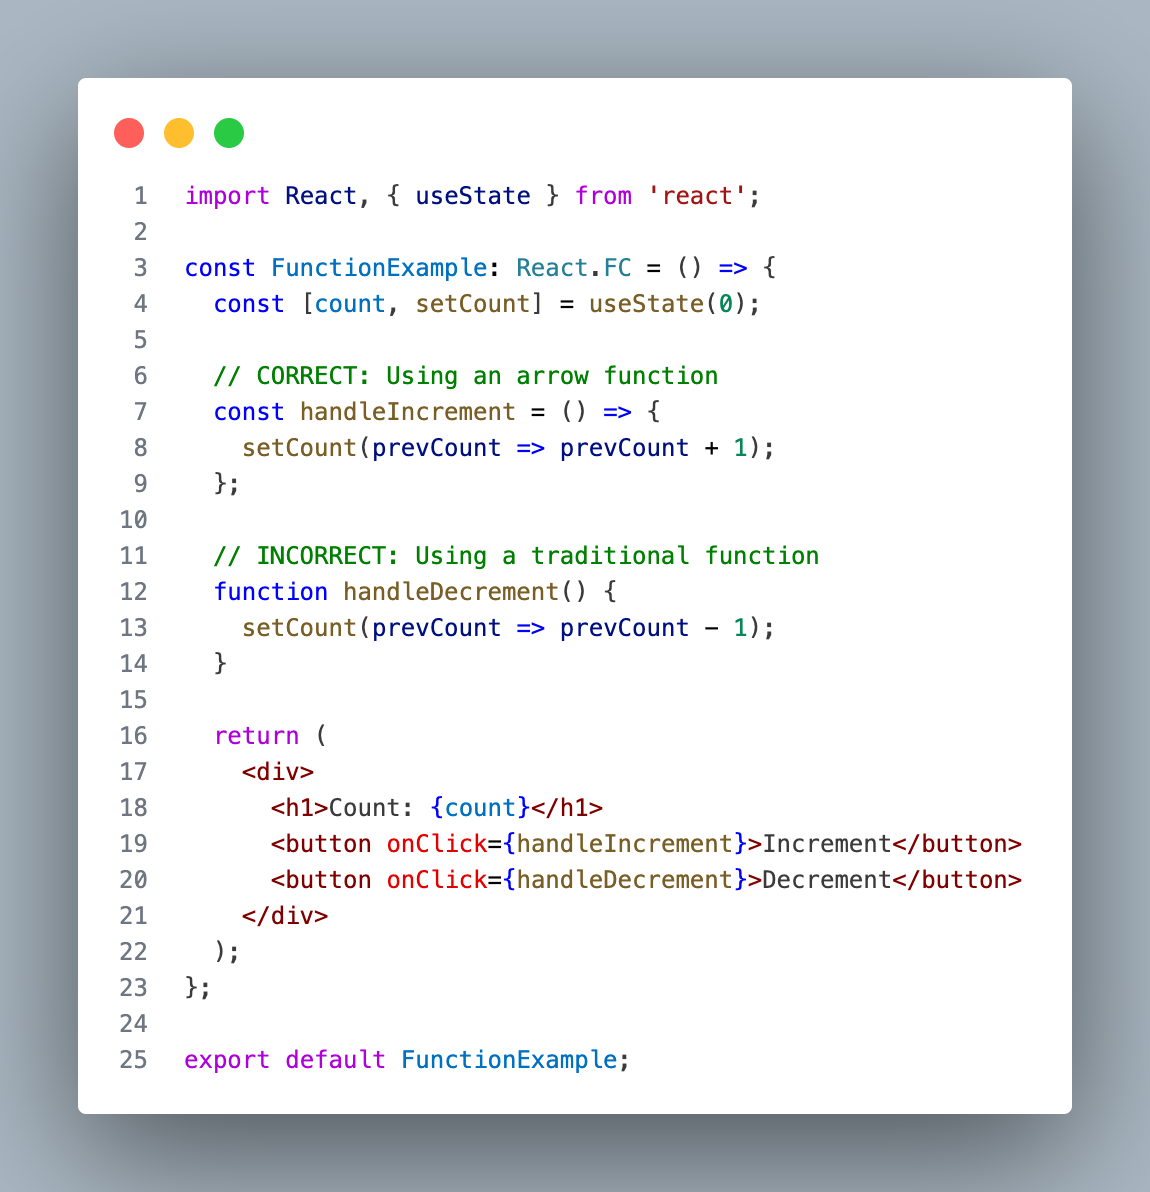 1 import React, { useState } from 'react';
2
3 const FunctionExample: React.FC = () => {
4   const [count, setCount] = useState(0);
5
6   // CORRECT: Using an arrow function
7   const handleIncrement = () => {
8     setCount(prevCount => prevCount + 1);
9   };
10
11   // INCORRECT: Using a traditional function
12   function handleDecrement() {
13     setCount(prevCount => prevCount - 1);
14   }
15
16   return (
17     <div>
18       <h1>Count: {count}</h1>
19       <button onClick={handleIncrement}>Increment</button>
20       <button onClick={handleDecrement}>Decrement</button>
21     </div>
22   );
23 };
24
25 export default FunctionExample;